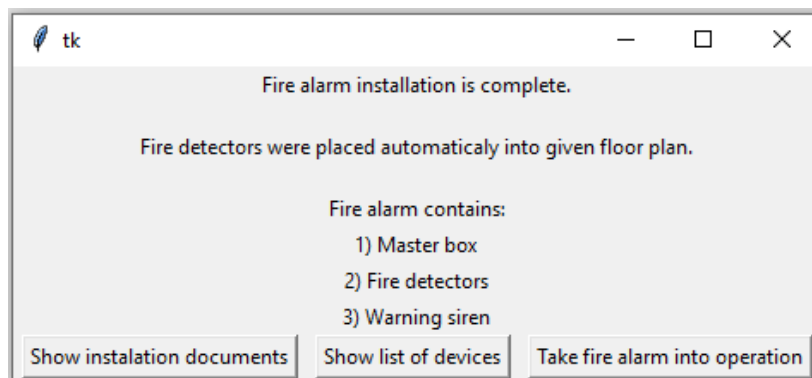 tk
Fire alarm installation is complete.
Fire detectors were placed automaticaly into given floor plan.
Fire alarm contains:
1) Master box
2) Fire detectors
3) Warning siren
Show instalation documents
Show list of devices
Take fire alarm into operation